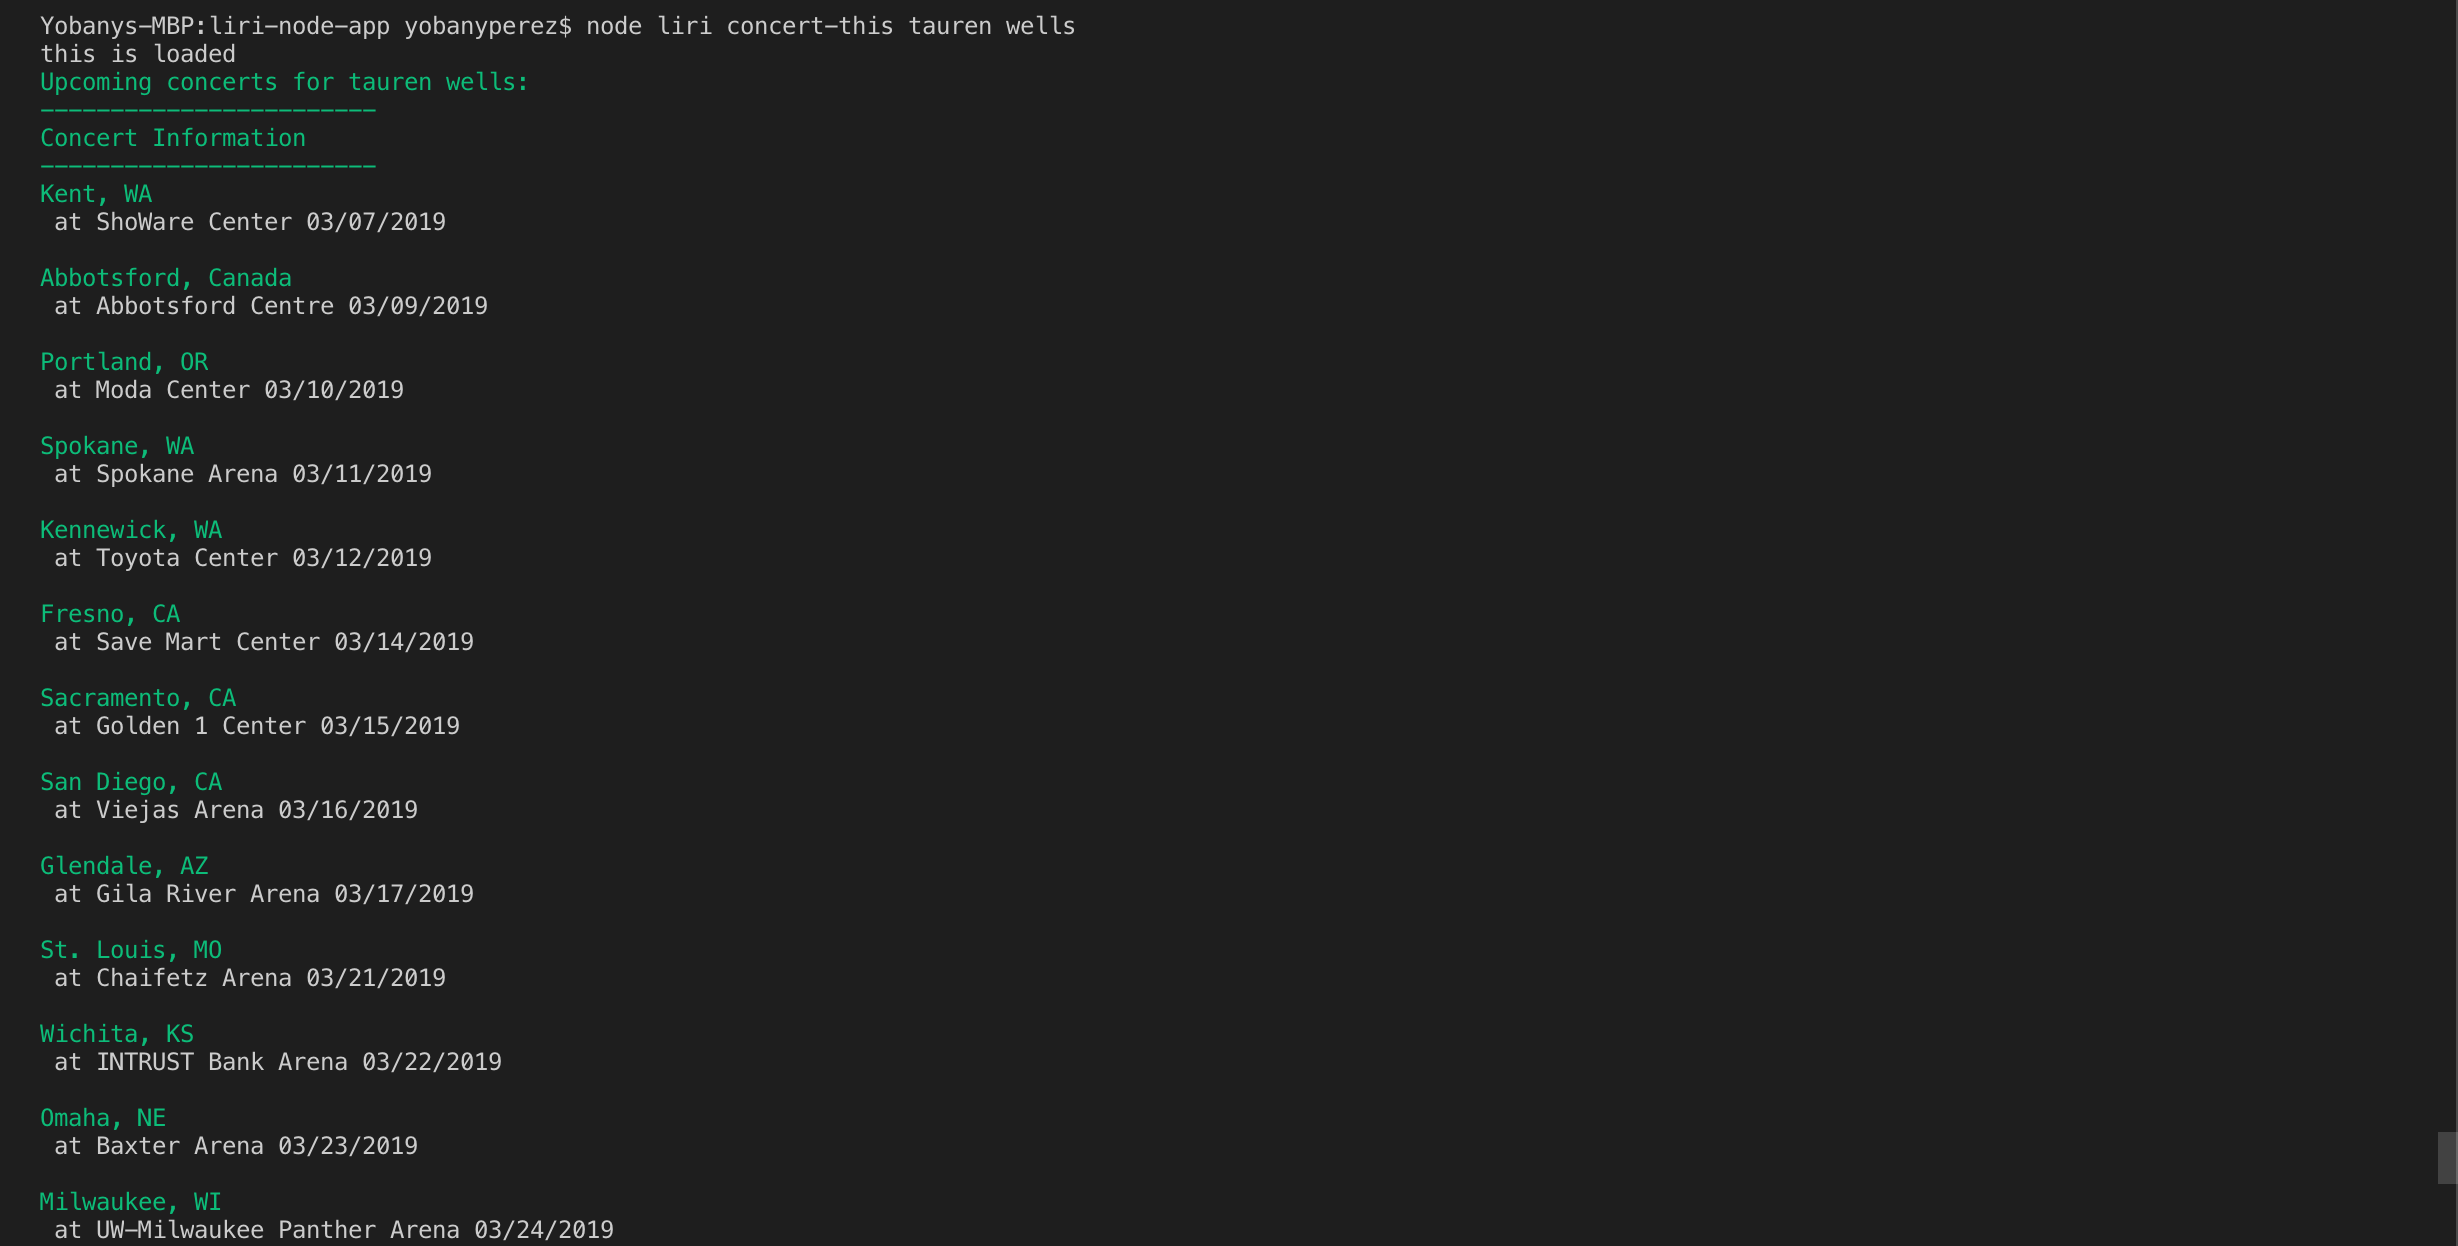 Yobanys-MBP:liri-node-app yobanyperez$ node liri concert-this tauren wells
this is loaded
Upcoming concerts for tauren wells:
------------------------
Concert Information
------------------------
Kent, WA
at ShoWare Center 03/07/2019
Abbotsford, Canada
at Abbotsford Centre 03/09/2019
Portland, OR
at Moda Center 03/10/2019
Spokane, WA
at Spokane Arena 03/11/2019
Kennewick, WA
at Toyota Center 03/12/2019
Fresno, CA
at Save Mart Center 03/14/2019
Sacramento, CA
at Golden 1 Center 03/15/2019
San Diego, CA
at Viejas Arena 03/16/2019
Glendale, AZ
at Gila River Arena 03/17/2019
St. Louis, MO
at Chaifetz Arena 03/21/2019
Wichita, KS
at INTRUST Bank Arena 03/22/2019
Omaha, NE
at Baxter Arena 03/23/2019
Milwaukee, WI
at UW-Milwaukee Panther Arena 03/24/2019